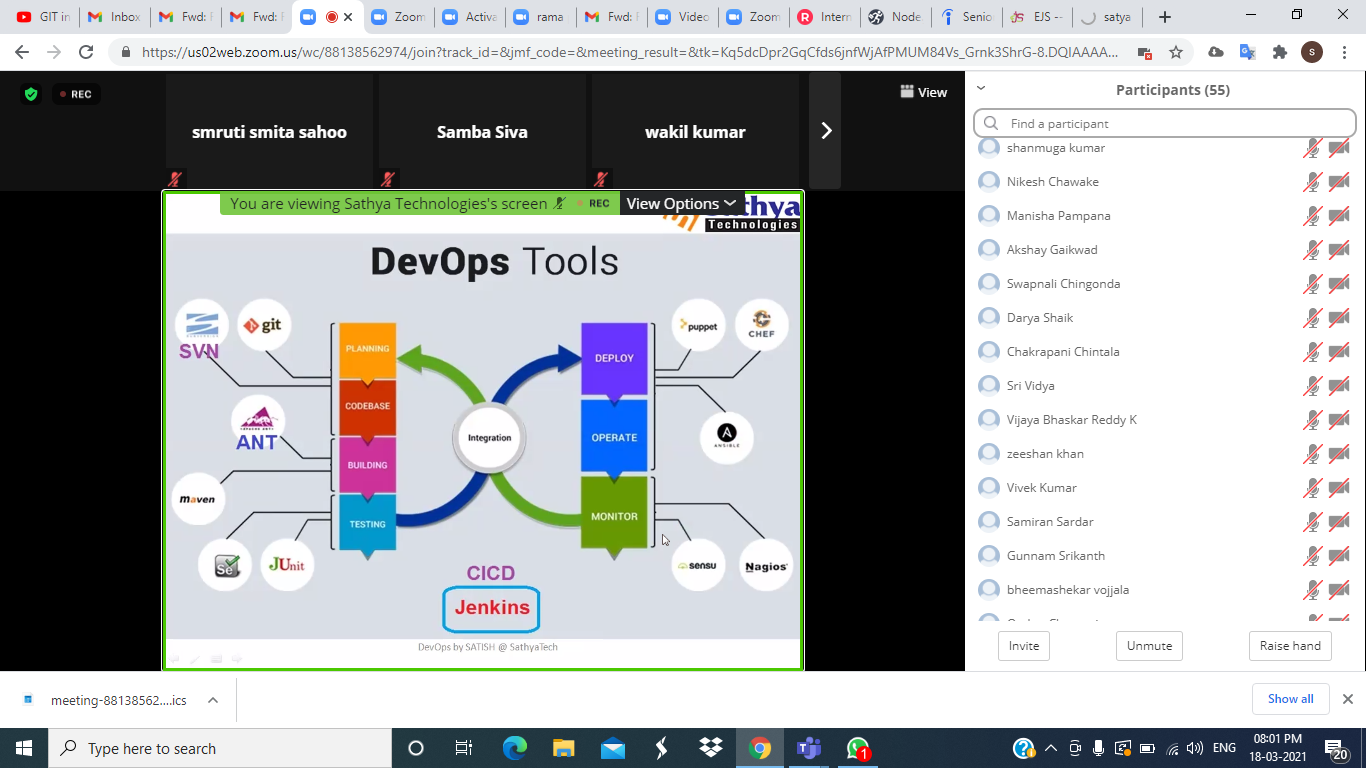 GIT in
Inbox
Fwd: F
Fwd: F
Zoom
Activa
rama
Fwd: F
Video
Zoom
Intern
Node
Senio
EJS --
satya
https://us02web.zoom.us/wc/88138562974/join?track_id=&jmf_code=&meeting_result=&tk=Kq5dcDpr2GqCfds6jnfWjAfPMUM84Vs_Grnk3ShrG-8.DQIAAAA...
S
REC
View
smruti smita sahoo
Samba Siva
wakil kumar
You are viewing Sathya Technologies's screen REC View Options
Technologies
DevOps Tools
SVN
git
ANT
maven
Se
JUnit
PLANNING
CODEBASE
BUILDING
TESTING
Integration
DEPLOY
OPERATE
MONITOR
puppet
CHEF
ANSIBLE
sensu
Nagios
CICD
Jenkins
DevOps by SATISH @ SathyaTech
Participants (55)
Find a participant
shanmuga kumar
Nikesh Chawake
Manisha Pampana
Akshay Gaikwad
Swapnali Chingonda
Darya Shaik
Chakrapani Chintala
Sri Vidya
Vijaya Bhaskar Reddy K
zeeshan khan
Vivek Kumar
Samiran Sardar
Gunnam Srikanth
bheemashekar vojjala
Invite
Unmute
Raise hand
meeting-88138562....ics
Show all
Type here to search
1
ENG
08:01 PM
18-03-2021
20